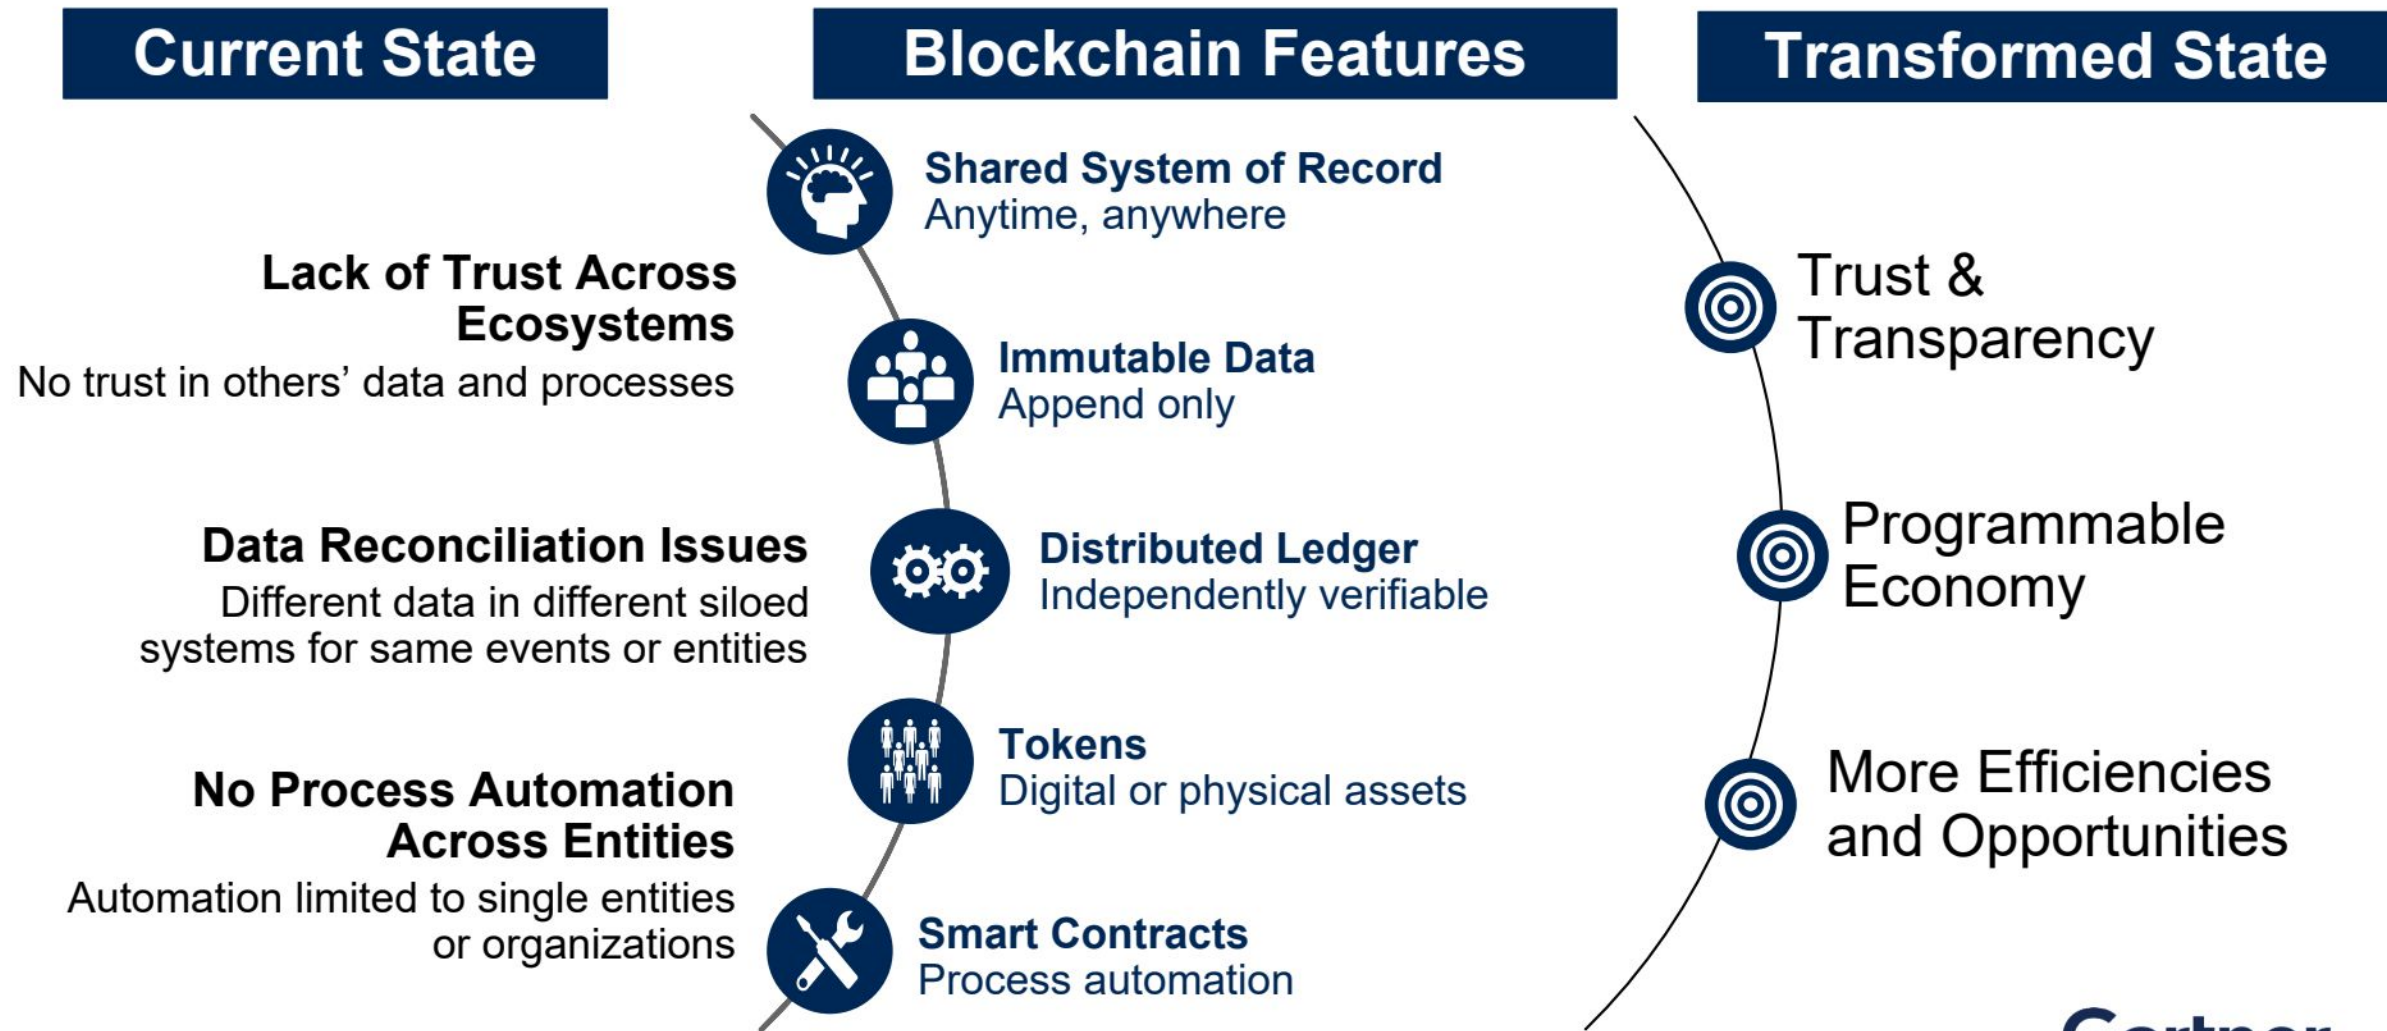 Current State
Lack of Trust Across
Ecosystems
No trust in others’ data and processes
Data Reconciliation Issues
Different data in different siloed
systems for same events or entities
No Process Automation
Across Entities
Automation limited to single entities
or organizations
Blockchain Features
Shared System of Record
Anytime, anywhere
Immutable Data
Append only
Distributed Ledger
Independently verifiable
Tokens
Digital or physical assets
Smart Contracts
Process automation
Transformed State
Trust &
Transparency
Programmable
Economy
More Efficiencies
and Opportunities
Gartner